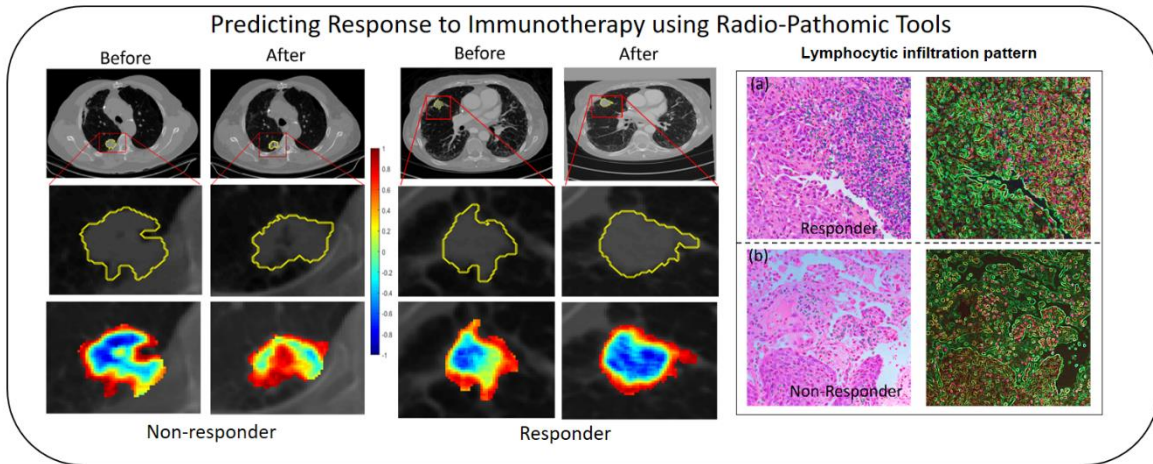 Predicting Response to Immunotherapy using Radio-Pathomic Tools
Before
After
Before
After
Lymphocytic infiltration pattern
1
0.8
0.6
0.4
0.2
0
-0.2
-0.4
-0.6
-0.8
-1
(a)
Responder
(b)
Non-Responder
Non-responder
Responder